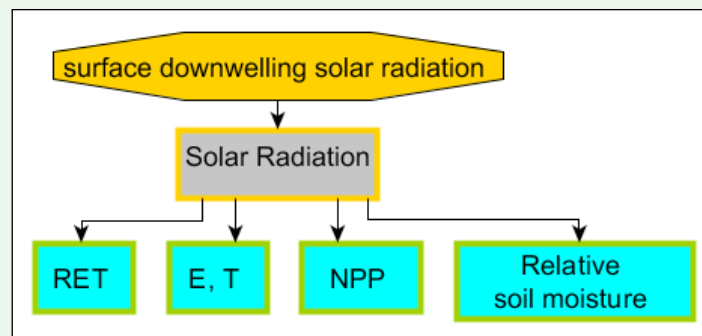 surface downwelling solar radiation
Solar Radiation
RET
E, T
NPP
Relative
soil moisture